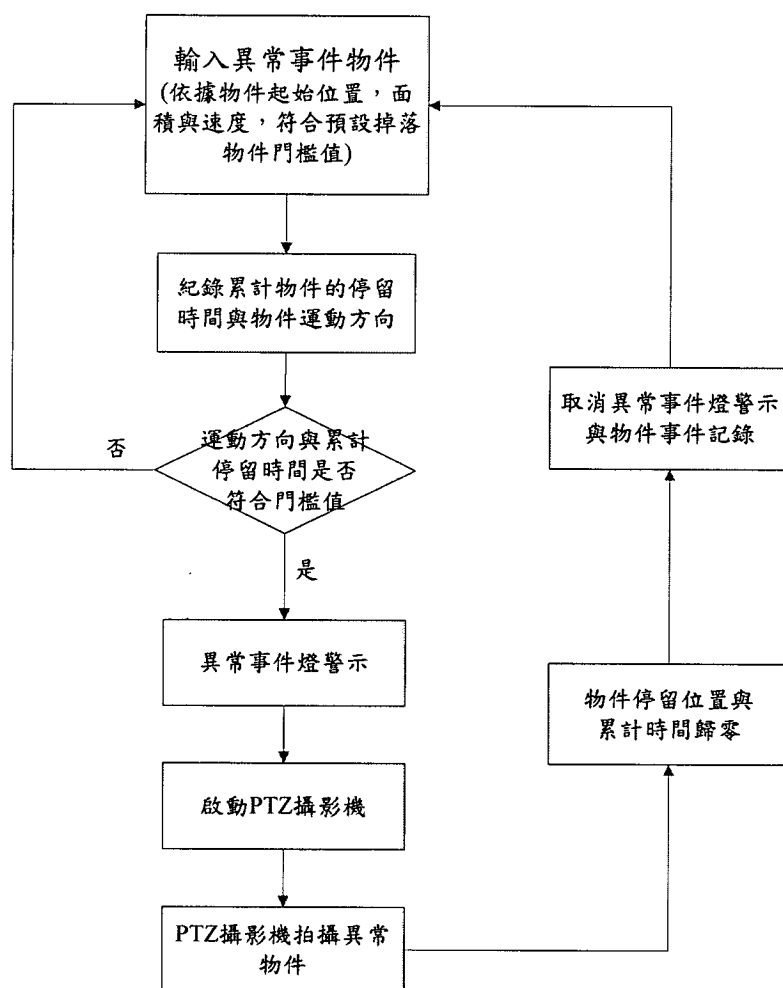 輸入異常事件物件
(依據物件起始位置，面
積與速度，符合預設掉落
物件門檻值)
紀錄累計物件的停留
時間與物件運動方向
運動方向與累計
停留時間是否
符合門檻值
否
是
異常事件燈警示
啟動PTZ攝影機
PTZ攝影機拍攝異常
物件
物件停留位置與
累計時間歸零
取消異常事件燈警示
與物件事件記錄